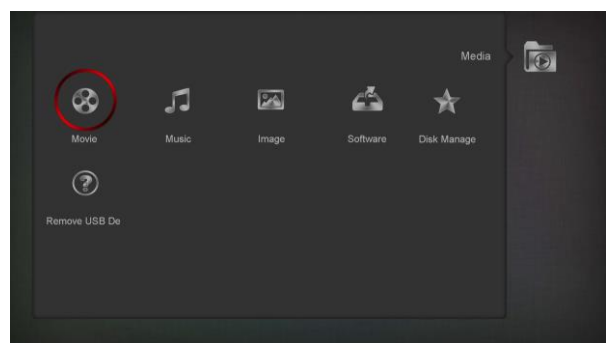 Media
Movie
Music
Image
Software
Disk Manage
Remove USB De